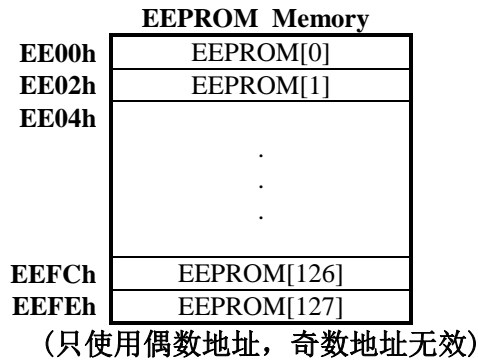 EEPROM Memory
EE00h EEPROM[0]
EE02h EEPROM[1]
EE04h
.
.
.
EEFCh EEPROM[126]
EEFEh EEPROM[127]
(只使用偶数地址，奇数地址无效)